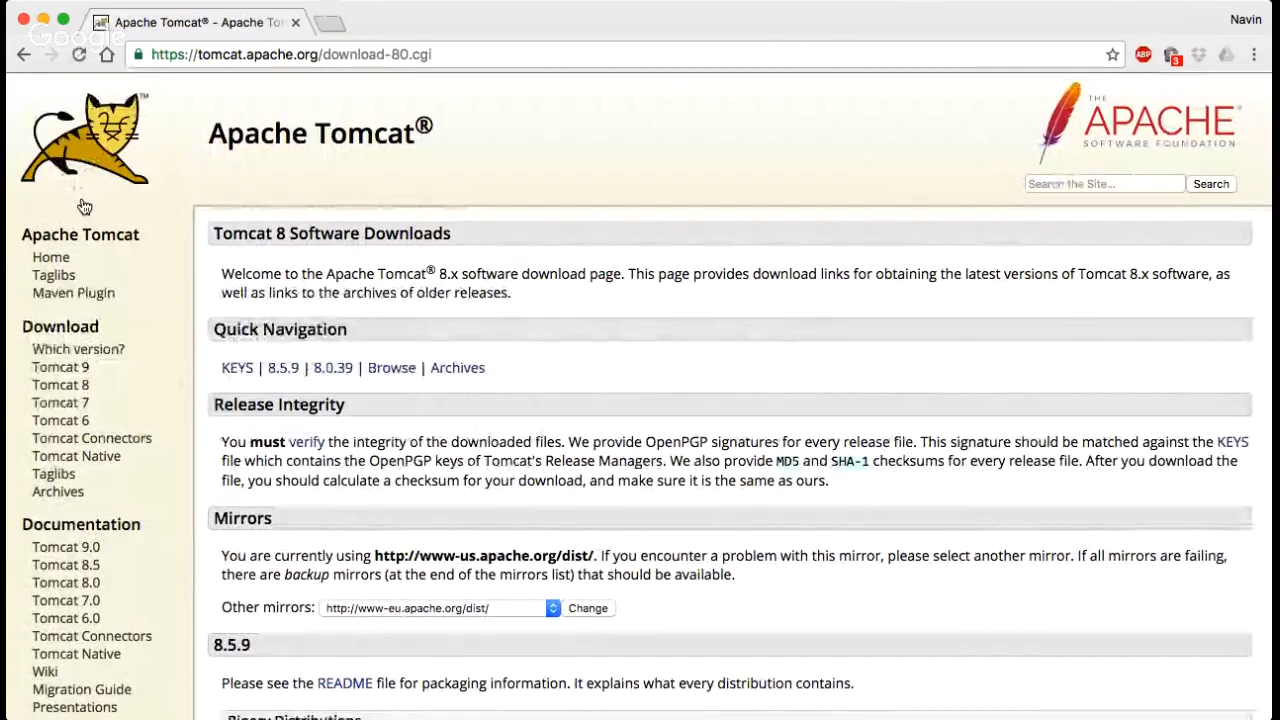 Apache Tomcat® - Apache To
Navin
Google
https://tomcat.apache.org/download-80.cgi
ABP
3
TM
Apache Tomcat®
THE
APACHE®
SOFTWARE FOUNDATION
Search the Site...
Search
Apache Tomcat
Home
Taglibs
Maven Plugin
Download
Which version?
Tomcat 9
Tomcat 8
Tomcat 7
Tomcat 6
Tomcat Connectors
Tomcat Native
Taglibs
Archives
Documentation
Tomcat 9.0
Tomcat 8.5
Tomcat 8.0
Tomcat 7.0
Tomcat 6.0
Tomcat Connectors
Tomcat Native
Wiki
Migration Guide
Presentations
Tomcat 8 Software Downloads
Welcome to the Apache Tomcat® 8.x software download page. This page provides download links for obtaining the latest versions of Tomcat 8.x software, as
well as links to the archives of older releases.
Quick Navigation
KEYS | 8.5.9 | 8.0.39 | Browse | Archives
Release Integrity
You must verify the integrity of the downloaded files. We provide OpenPGP signatures for every release file. This signature should be matched against the KEYS
file which contains the OpenPGP keys of Tomcat's Release Managers. We also provide MD5 and SHA-1 checksums for every release file. After you download the
file, you should calculate a checksum for your download, and make sure it is the same as ours.
Mirrors
You are currently using http://www-us.apache.org/dist/. If you encounter a problem with this mirror, please select another mirror. If all mirrors are failing,
there are backup mirrors (at the end of the mirrors list) that should be available.
Other mirrors: http://www-eu.apache.org/dist/ Change
8.5.9
Please see the README file for packaging information. It explains what every distribution contains.
Binary Distributions